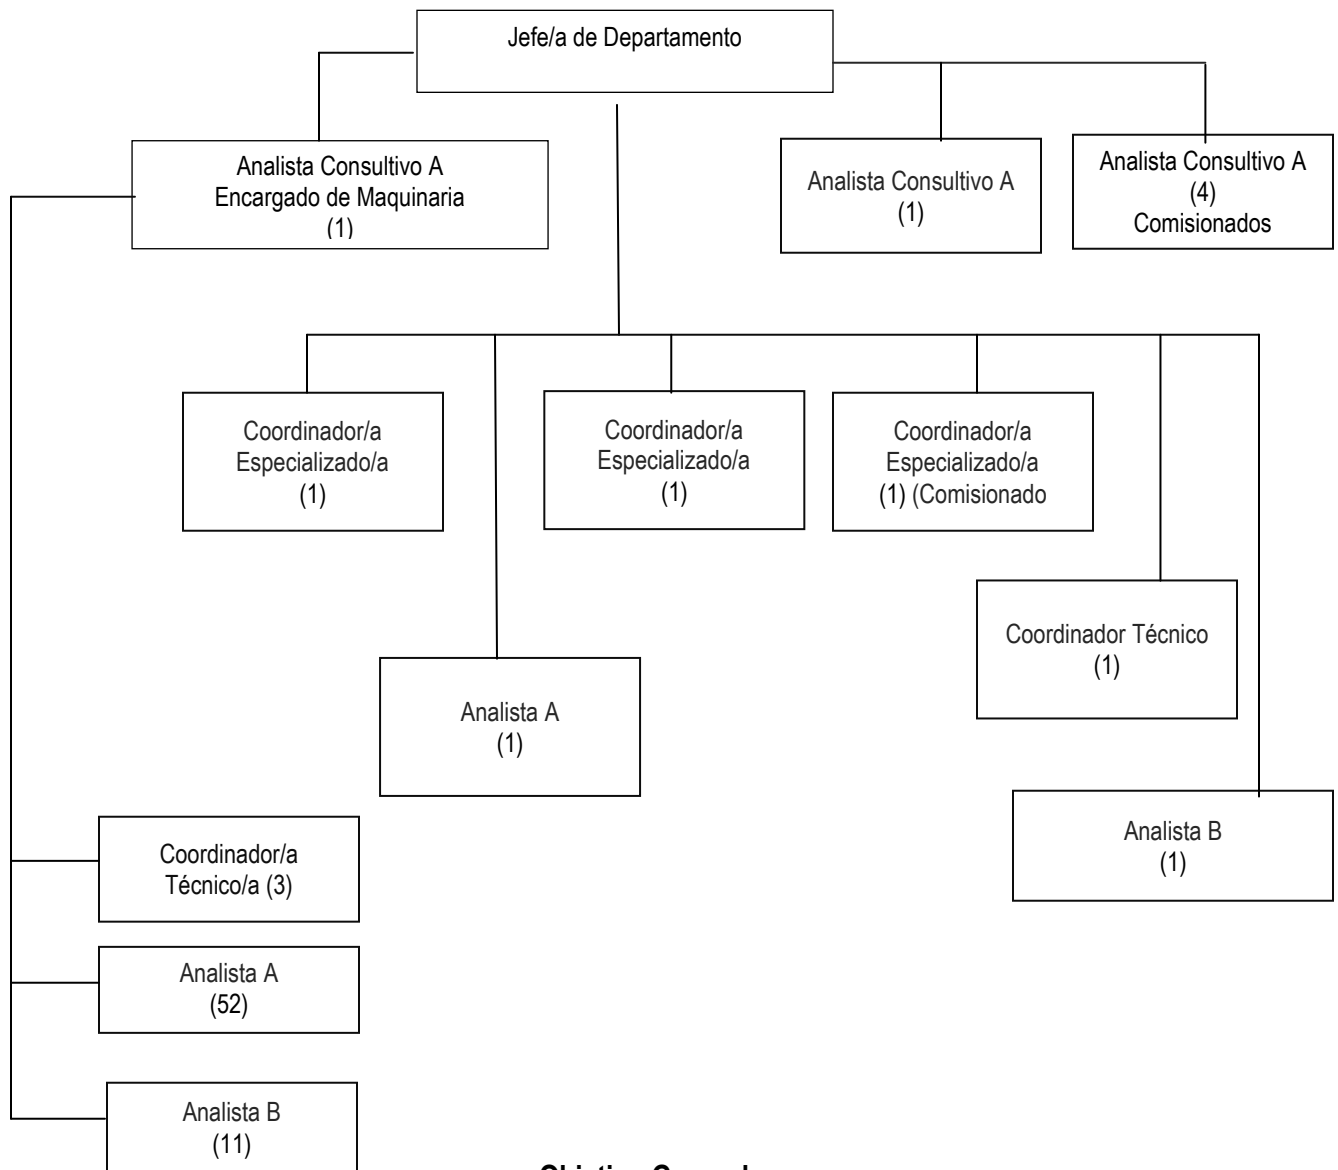 Jefe/a de Departamento
Analista Consultivo A
Encargado de Maquinaria
(1)
Analista Consultivo A
(1)
Analista Consultivo A
(4)
Comisionados
Coordinador/a
Especializado/a
(1)
Coordinador/a
Especializado/a
(1)
Coordinador/a
Especializado/a
(1) (Comisionado
Coordinador Técnico
(1)
Analista A
(1)
Analista B
(1)
Coordinador/a
Técnico/a (3)
Analista A
(52)
Analista B
(11)